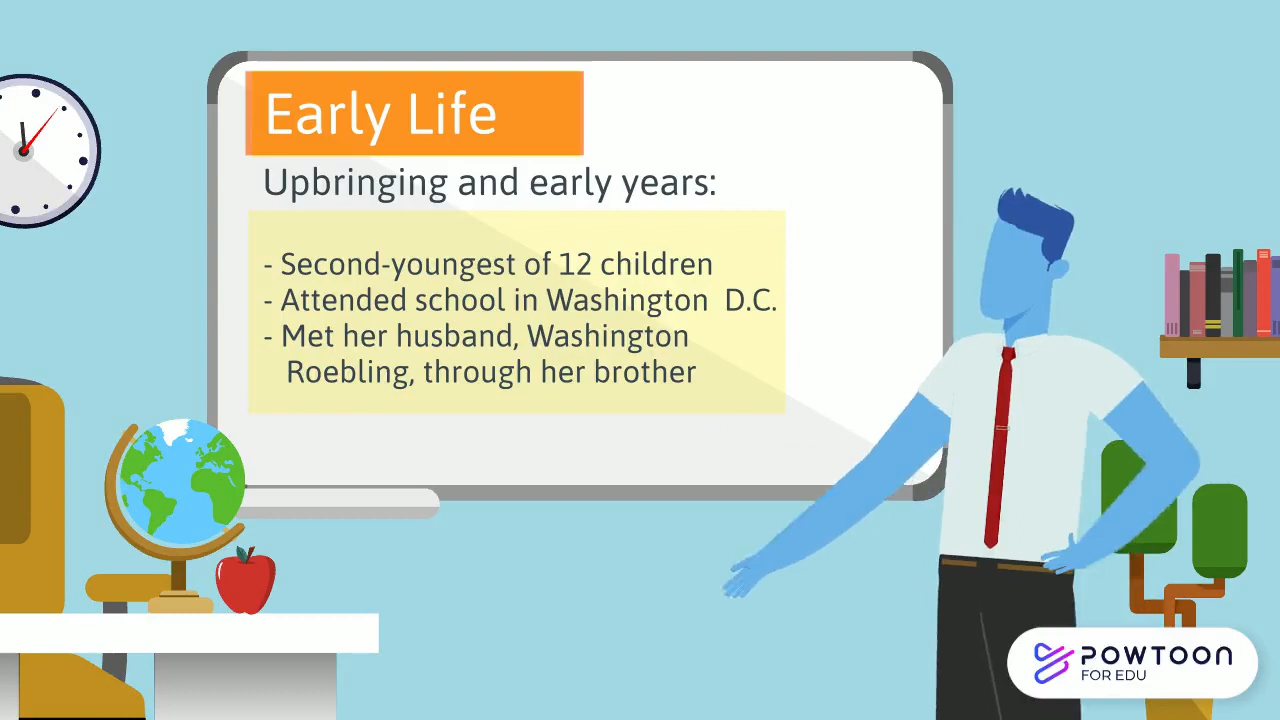 Early Life
Upbringing and early years:
- Second-youngest of 12 children
- Attended school in Washington  D.C.
- Met her husband, Washington
Roebling, through her brother
POWTOON
FOR EDU